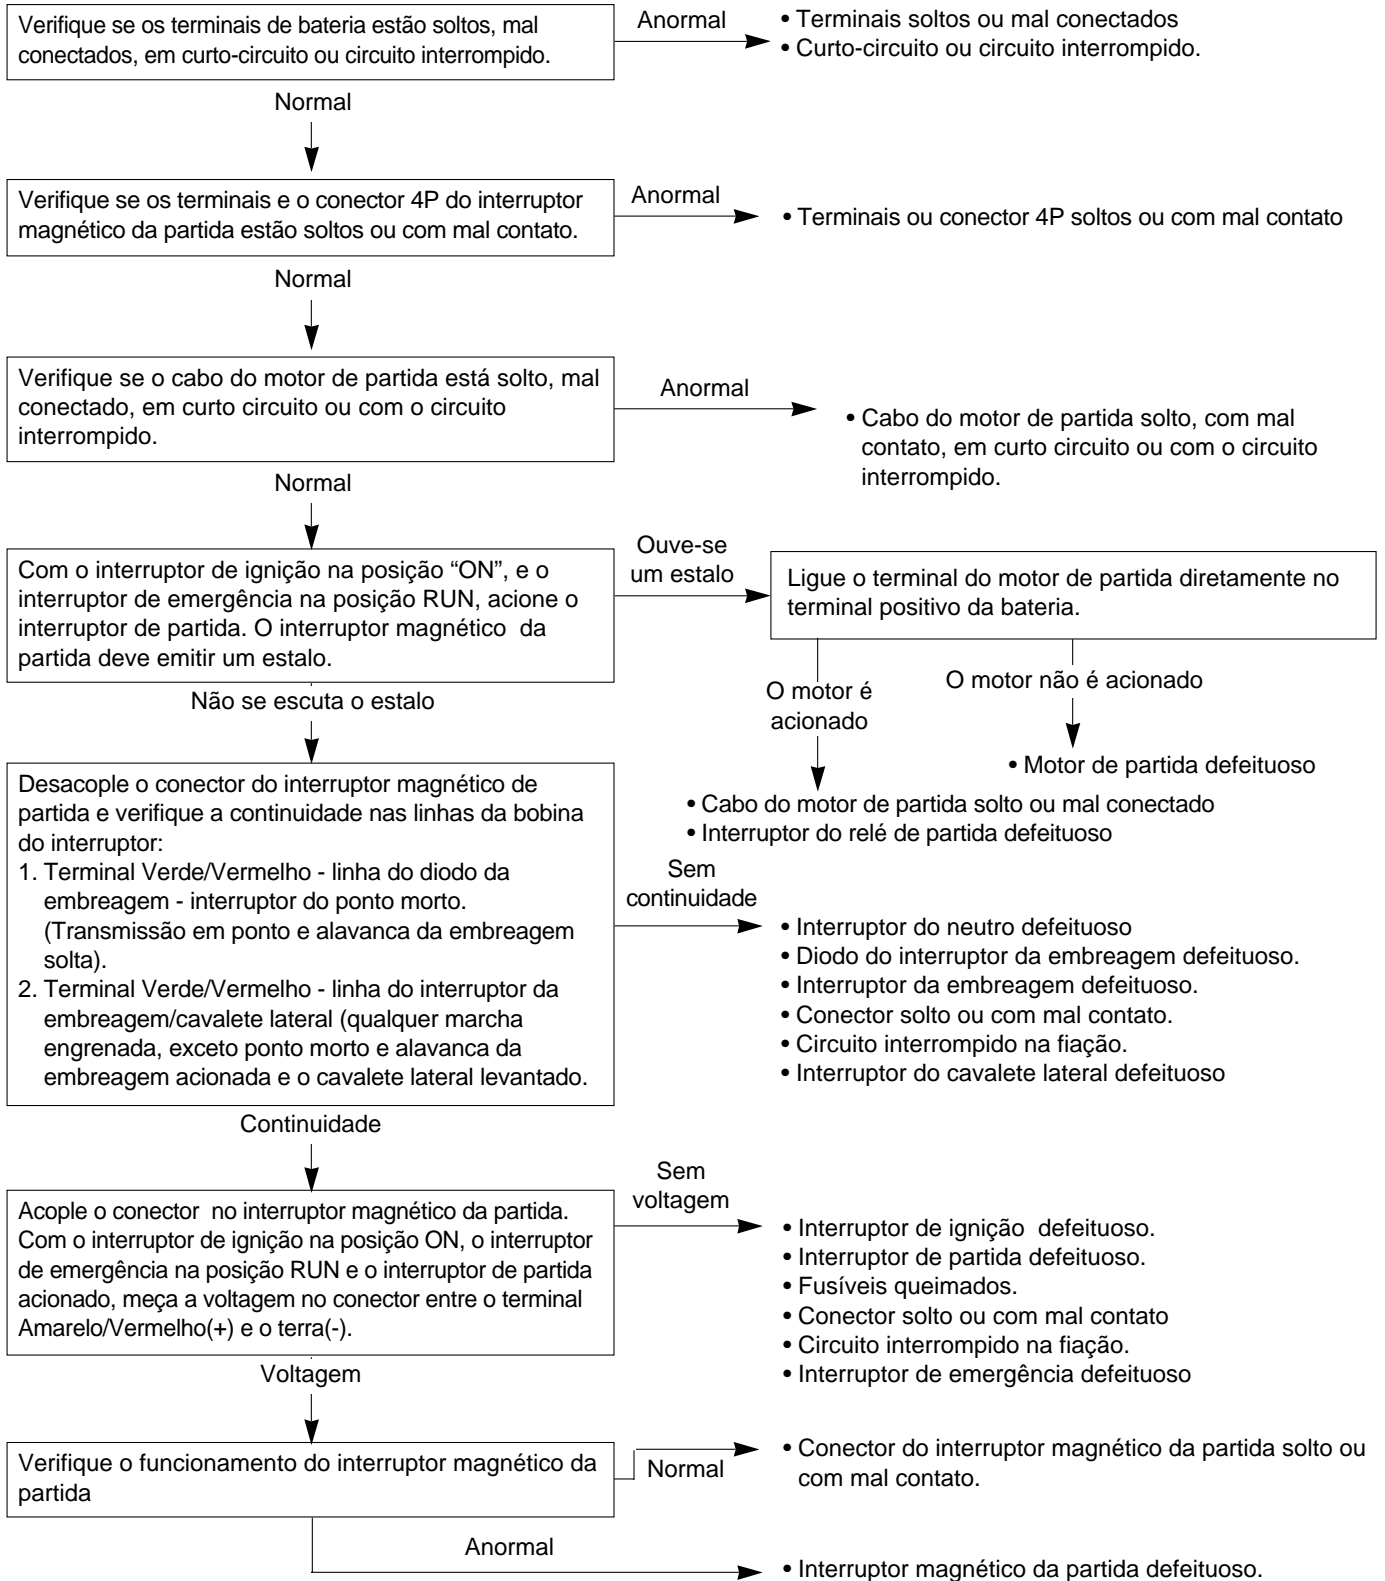 Verifique se os terminais de bateria estão soltos, mal
conectados, em curto-circuito ou circuito interrompido.
Anormal
• Terminais soltos ou mal conectados
• Curto-circuito ou circuito interrompido.
Normal
Verifique se os terminais e o conector 4P do interruptor
magnético da partida estão soltos ou com mal contato.
Anormal
• Terminais ou conector 4P soltos ou com mal contato
Normal
Verifique se o cabo do motor de partida está solto, mal
conectado, em curto circuito ou com o circuito
interrompido.
Anormal
• Cabo do motor de partida solto, com mal
contato, em curto circuito ou com o circuito
interrompido.
Normal
Com o interruptor de ignição na posição “ON”, e o
interruptor de emergência na posição RUN, acione o
interruptor de partida. O interruptor magnético da
partida deve emitir um estalo.
Ouve-se
um estalo
Ligue o terminal do motor de partida diretamente no
terminal positivo da bateria.
O motor é
acionado
O motor não é acionado
• Motor de partida defeituoso
• Cabo do motor de partida solto ou mal conectado
• Interruptor do relé de partida defeituoso
Não se escuta o estalo
Desacople o conector do interruptor magnético de
partida e verifique a continuidade nas linhas da bobina
do interruptor:
1. Terminal Verde/Vermelho - linha do diodo da
embreagem - interruptor do ponto morto.
(Transmissão em ponto e alavanca da embreagem
solta).
2. Terminal Verde/Vermelho - linha do interruptor da
embreagem/cavalete lateral (qualquer marcha
engrenada, exceto ponto morto e alavanca da
embreagem acionada e o cavalete lateral levantado.
Sem
continuidade
• Interruptor do neutro defeituoso
• Diodo do interruptor da embreagem defeituoso.
• Interruptor da embreagem defeituoso.
• Conector solto ou com mal contato.
• Circuito interrompido na fiação.
• Interruptor do cavalete lateral defeituoso
Continuidade
Acople o conector no interruptor magnético da partida.
Com o interruptor de ignição na posição ON, o interruptor
de emergência na posição RUN e o interruptor de partida
acionado, meça a voltagem no conector entre o terminal
Amarelo/Vermelho(+) e o terra(-).
Sem
voltagem
• Interruptor de ignição defeituoso.
• Interruptor de partida defeituoso.
• Fusíveis queimados.
• Conector solto ou com mal contato
• Circuito interrompido na fiação.
• Interruptor de emergência defeituoso
Voltagem
Verifique o funcionamento do interruptor magnético da
partida
Normal
• Conector do interruptor magnético da partida solto ou
com mal contato.
Anormal
• Interruptor magnético da partida defeituoso.